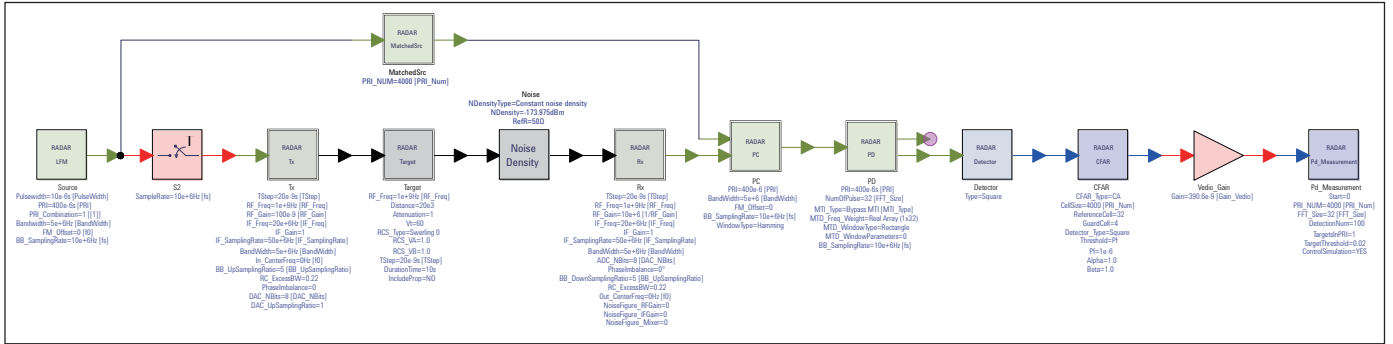 RADAR
MatchedSrc
MatchedSrc
PRI_NUM=4000 [PRI_Num]
Noise
NDensityType=Constant noise density
NDensity=-173.975dBm
RefR=50Ω
RADAR
LFM
Source
Pulsewidth=10e-6s [PulseWidth]
PRI=400e-6s [PRI]
PRI_Combination=1 [[1]]
Bandwidth=5e+6Hz [BandWidth]
FM_Offset=0 [f0]
BB_SamplingRate=10e+6Hz [fs]
I
S2
SampleRate=10e+6Hz [fs]
RADAR
Tx
Tx
TStep=20e-9s [TStep]
RF_Freq=1e+9Hz [RF_Freq]
RF_Gain=100e-9 [RF_Gain]
IF_Freq=20e+6Hz [IF_Freq]
IF_Gain=1
IF_SamplingRate=50e+6Hz [IF_SamplingRate]
BandWidth=5e+6Hz [BandWidth]
In_CenterFreq=0Hz [f0]
BB_UpSamplingRatio=5 [BB_UpSamplingRatio]
RC_ExcessBW=0.22
PhaseImbalance=0
DAC_NBits=8 [DAC_NBits]
DAC_UpSamplingRatio=1
RADAR
Target
Target
RF_Freq=1e+9Hz [RF_Freq]
Distance=20e3
Attenuation=1
Vt=60
RCS_Type=Swerling 0
RCS_VA=1.0
RCS_VB=1.0
TStep=20e-9s [TStep]
DurationTime=10s
IncludeProp=NO
Noise
Density
RADAR
Rx
Rx
TStep=20e-9s [TStep]
RF_Freq=1e+9Hz [RF_Freq]
RF_Gain=10e+6 [1/RF_Gain]
IF_Freq=20e+6Hz [IF_Freq]
IF_Gain=1
IF_SamplingRate=50e+6Hz [IF_SamplingRate]
BandWidth=5e+6Hz [BandWidth]
ADC_NBits=8 [DAC_NBits]
PhaseImbalance=0°
BB_DownSamplingRatio=5 [BB_UpSamplingRatio]
RC_ExcessBW=0.22
Out_CenterFreq=0Hz [f0]
NoiseFigure_RFGain=0
NoiseFigure_IFGain=0
NoiseFigure_Mixer=0
RADAR
PC
PC
PRI=400e-6 [PRI]
BandWidth=5e+6 [BandWidth]
FM_Offset=0
BB_SamplingRate=10e+6Hz [fs]
WindowType=Hamming
RADAR
PD
PD
PRI=400e-6s [PRI]
NumOfPulse=32 [FFT_Size]
MTI_Type=Bypass MTI [MTI_Type]
MTD_Freq_Weight=Real Array (1x32)
MTD_WindowType=Rectangle
MTD_WindowParameters=0
BB_SamplingRate=10e+6Hz [fs]
RADAR
Detector
Detector
Type=Square
RADAR
CFAR
CFAR
CFAR_Type=CA
CellSize=4000 [PRI_Num]
ReferenceCell=32
GuardCell=4
Detector_Type=Square
Threshold=Pf
Pf=1e-6
Alpha=1.0
Beta=1.0
Vedio_Gain
Gain=390.6e-9 [Gain_Vedio]
RADAR
Pd_Measurement
Pd_Measurement
Start=0
PRI_NUM=4000 [PRI_Num]
FFT_Size=32 [FFT_Size]
DetectionNum=100
TargetsInPRI=1
TargetThreshold=0.02
ControlSimulation=YES